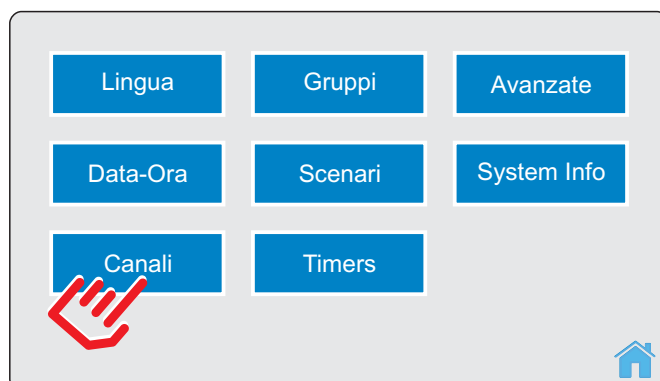 Lingua
Gruppi
Avanzate
Data-Ora
Scenari
System Info
Canali
Timers